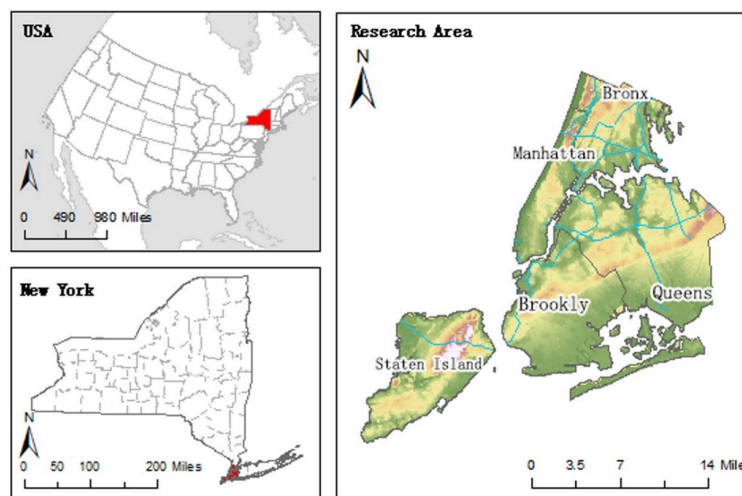 USA
N
0 490 980 Miles
New York
N
0 50 100 200 Miles
Research Area
N
Bronx
Manhattan
Brookly
Queens
Staten Island
0 3.5 7 14 Miles